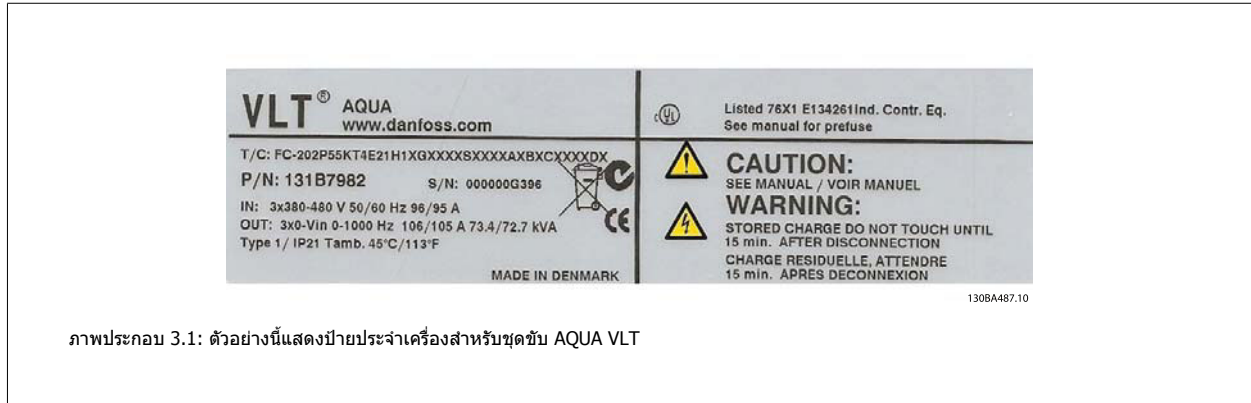 VLT® AQUA
www.danfoss.com
T/C: FC-202P55KT4E21H1XGXXXXSXXXXAXBXCXXXXDX
P/N: 131B7982 S/N: 000000G396
IN: 3x380-480 V 50/60 Hz 96/95 A
OUT: 3x0-Vin 0-1000 Hz 106/105 A 73.4/72.7 kVA
Type 1/ IP21 Tamb. 45°C/113°F
MADE IN DENMARK
CE
c UL
Listed 76X1 E134261Ind. Contr. Eq.
See manual for prefuse
CAUTION:
SEE MANUAL / VOIR MANUEL
WARNING:
STORED CHARGE DO NOT TOUCH UNTIL
15 min. AFTER DISCONNECTION
CHARGE RESIDUELLE, ATTENDRE
15 min. APRES DECONNEXION
130BA487.10
ภาพประกอบ 3.1: ตัวอย่างนี้แสดงป้ายประจำเครื่องสำหรับชุดขับ AQUA VLT